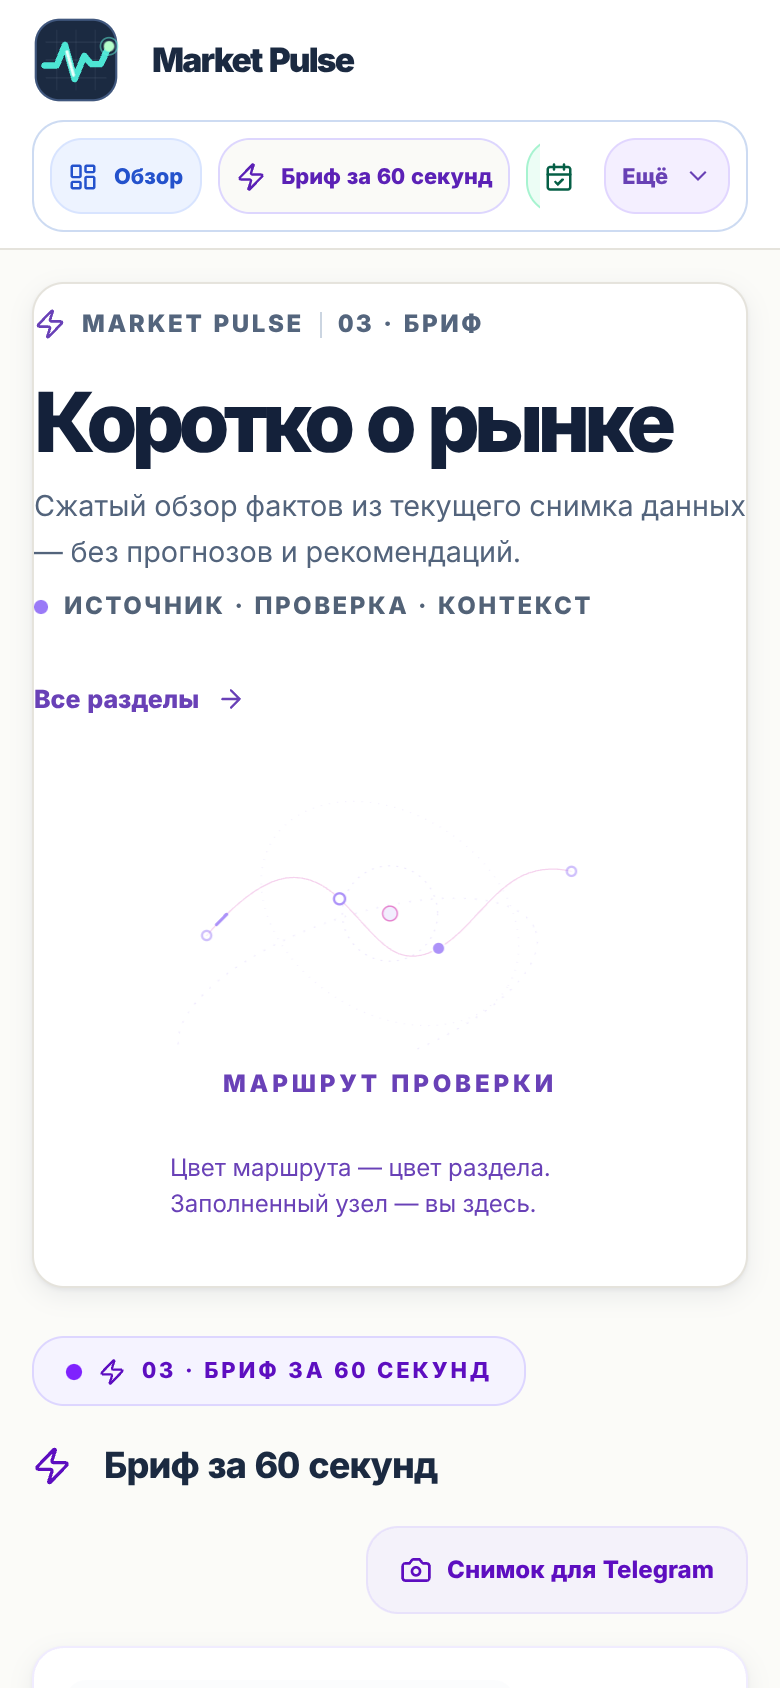 Market Pulse
Обзор
Бриф за 60 секунд
Ещё
MARKET PULSE | 03 · БРИФ
Коротко о рынке
Сжатый обзор фактов из текущего снимка данных
— без прогнозов и рекомендаций.
ИСТОЧНИК · ПРОВЕРКА · КОНТЕКСТ
Все разделы
МАРШРУТ ПРОВЕРКИ
Цвет маршрута — цвет раздела.
Заполненный узел — вы здесь.
03 · БРИФ ЗА 60 СЕКУНД
Бриф за 60 секунд
Снимок для Telegram